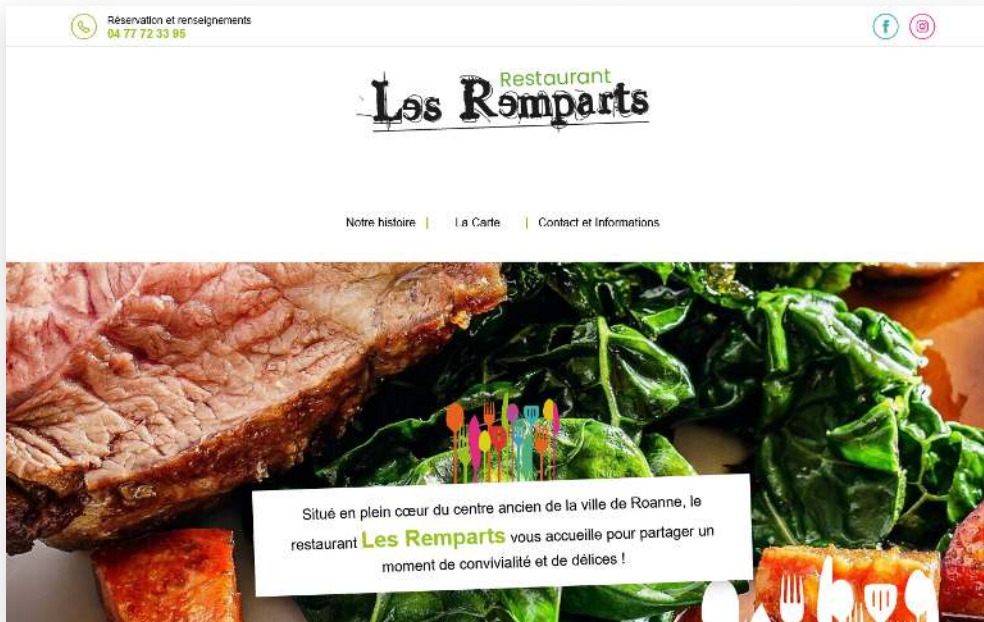 Réservation et renseignements
04 77 72 33 95
Restaurant
Les Remparts
Notre histoire | La Carte | Contact et Informations
Situé en plein cœur du centre ancien de la ville de Roanne, le
restaurant Les Remparts vous accueille pour partager un
moment de convivialité et de délices !